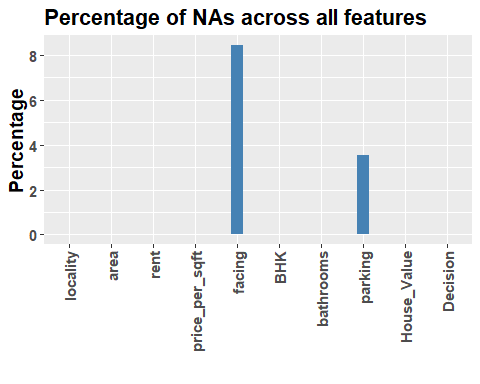 Percentage of NAs across all features
Percentage
8
6
4
2
0
locality
area
rent
price_per_sqft
facing
BHK
bathrooms
parking
House_Value
Decision